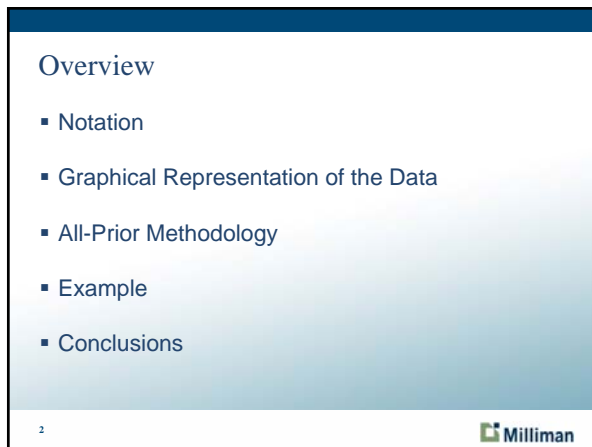 Overview
▪ Notation
▪ Graphical Representation of the Data
▪ All-Prior Methodology
▪ Example
▪ Conclusions
2
Milliman